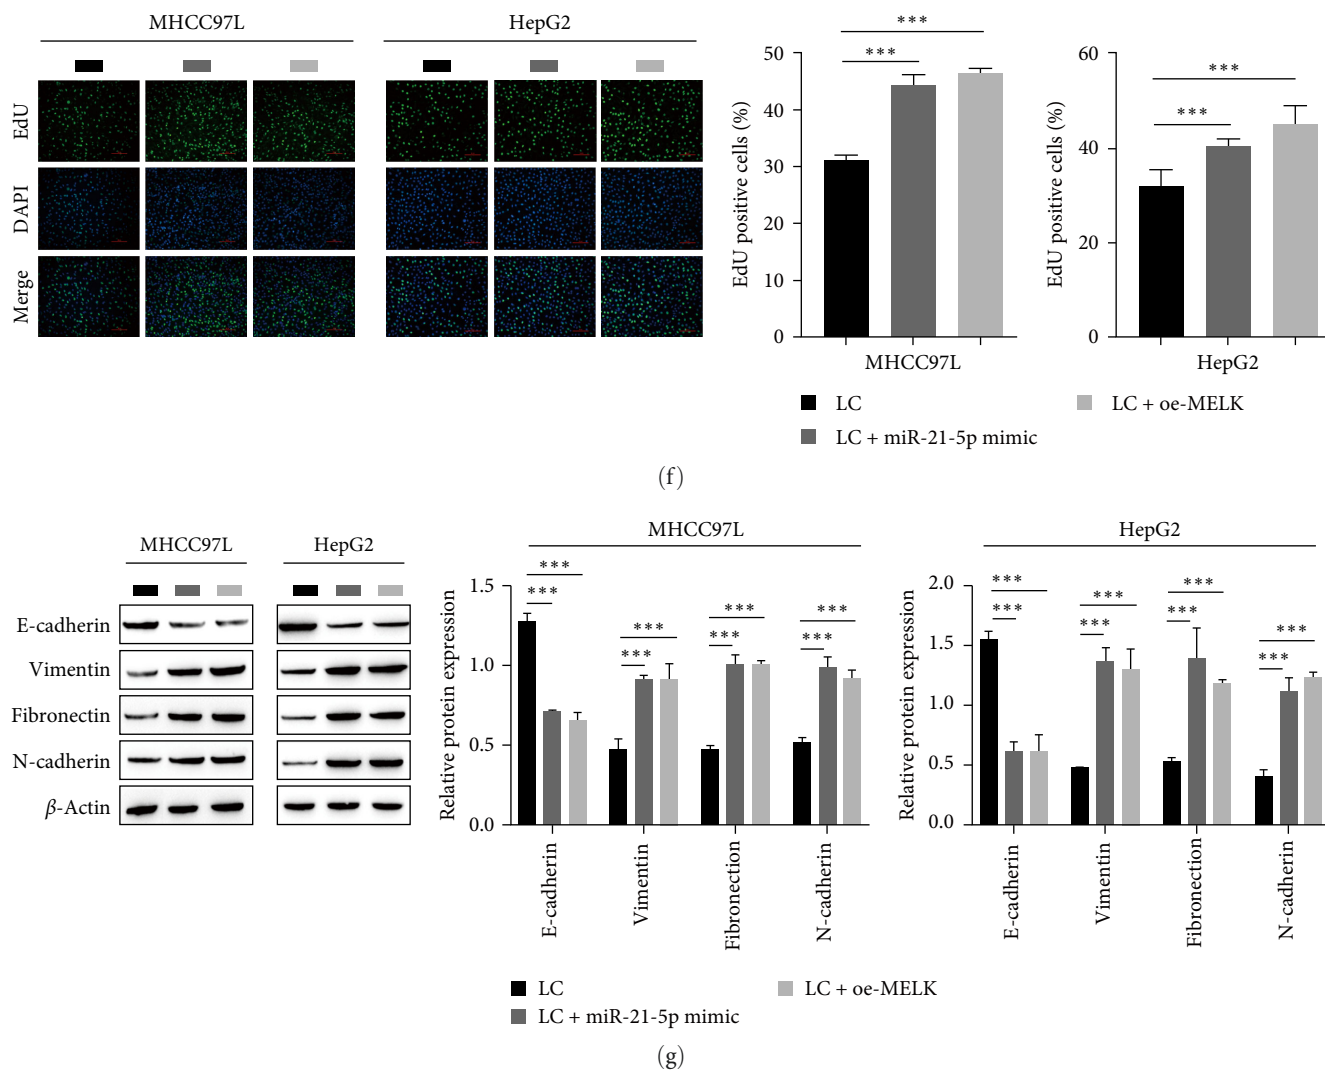 MHCC97L
HepG2
EdU
DAPI
Merge
EdU positive cells (%)
50
40
30
20
10
0
***
***
MHCC97L
EdU positive cells (%)
60
40
20
0
***
***
HepG2
LC
LC + miR-21-5p mimic
LC + oe-MELK
(f)
MHCC97L
HepG2
E-cadherin
Vimentin
Fibronectin
N-cadherin
β-Actin
MHCC97L
Relative protein expression
1.5
1.0
0.5
0.0
***
***
***
***
***
***
***
***
E-cadherin
Vimentin
Fibronection
N-cadherin
HepG2
Relative protein expression
2.0
1.5
1.0
0.5
0.0
***
***
***
***
***
***
***
***
E-cadherin
Vimentin
Fibronectin
N-cadherin
LC
LC + miR-21-5p mimic
LC + oe-MELK
(g)